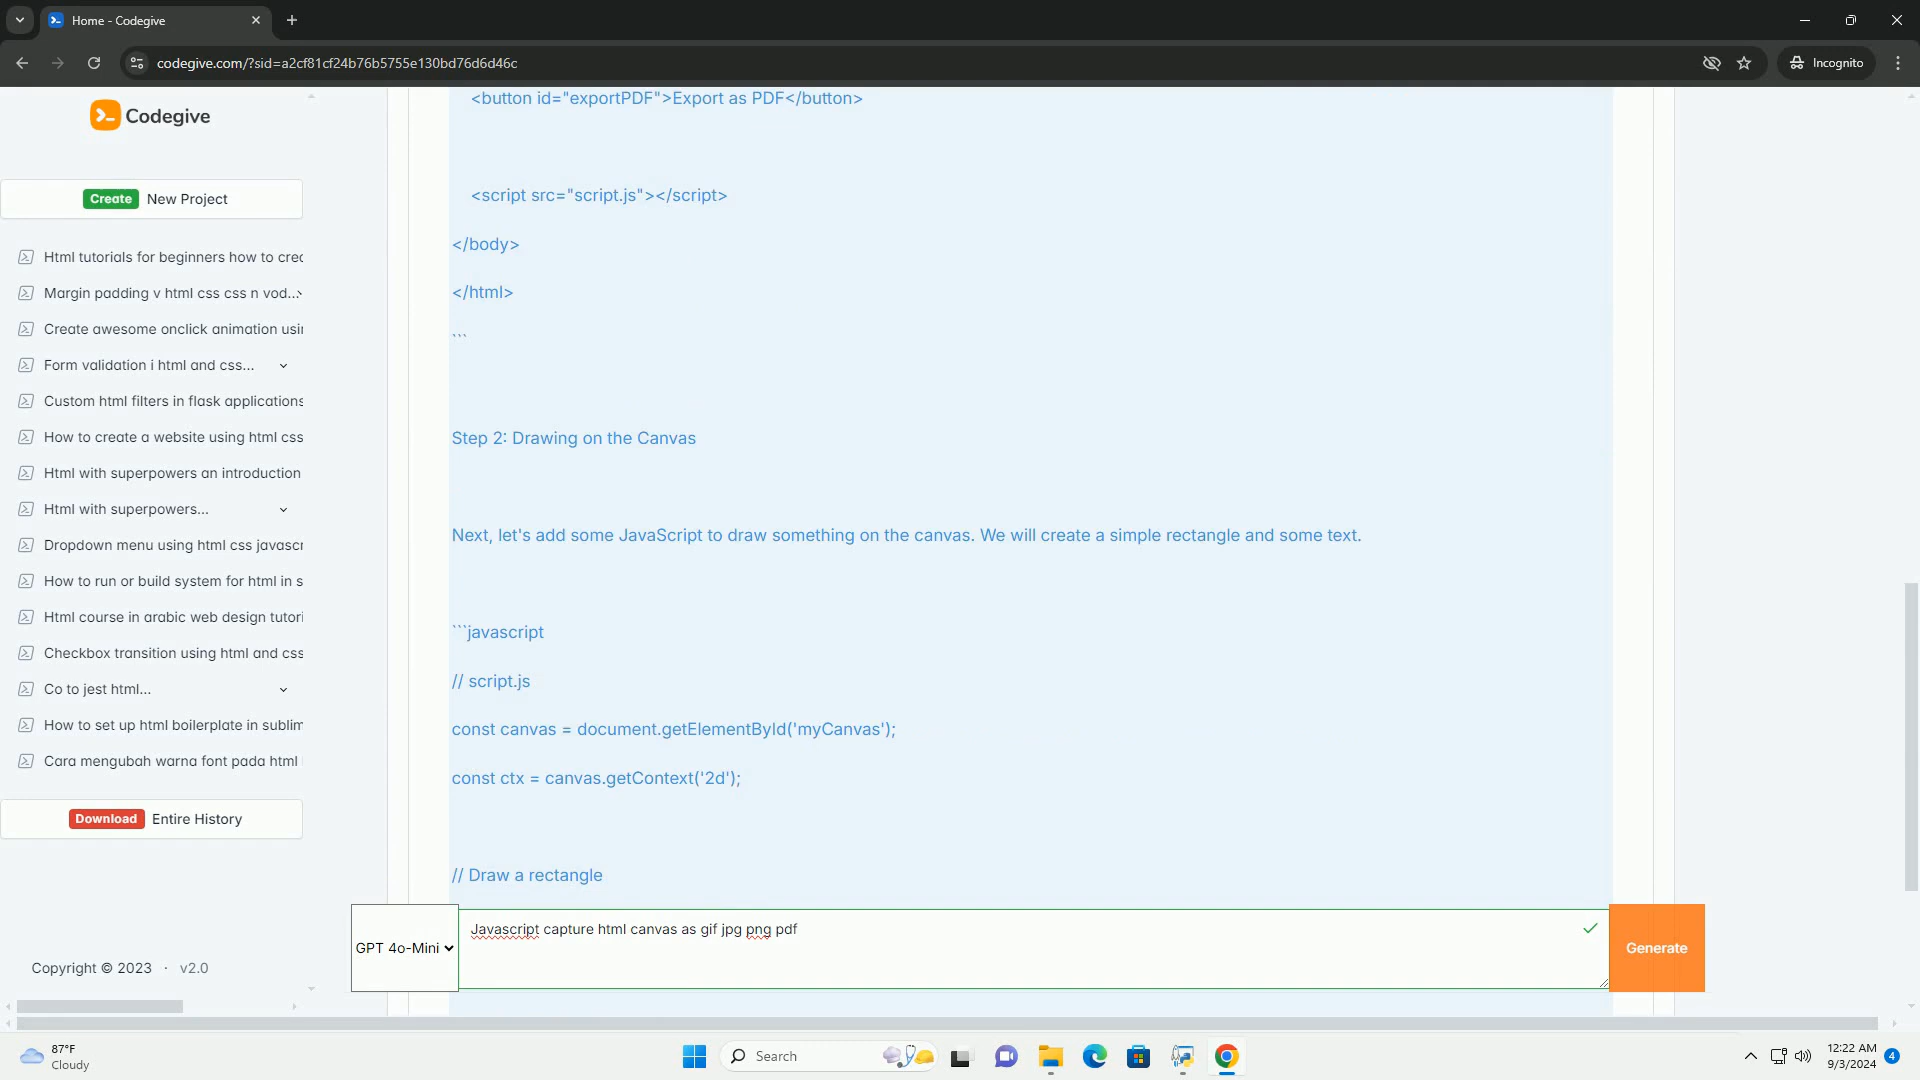 Home - Codegive
codegive.com/?sid=a2cf81cf24b76b5755e130bd76d6d46c
Incognito
Codegive
Create New Project
Html tutorials for beginners how to crec
Margin padding v html css css n vod...
Create awesome onclick animation usin
Form validation i html and css...
Custom html filters in flask applications
How to create a website using html css
Html with superpowers an introduction
Html with superpowers...
Dropdown menu using html css javascr
How to run or build system for html in s
Html course in arabic web design tutori
Checkbox transition using html and css
Co to jest html...
How to set up html boilerplate in sublim
Cara mengubah warna font pada html
Download Entire History
Copyright © 2023 · v2.0
<button id="exportPDF">Export as PDF</button>
<script src="script.js"></script>
</body>
</html>
```
Step 2: Drawing on the Canvas
Next, let's add some JavaScript to draw something on the canvas. We will create a simple rectangle and some text.
```javascript
// script.js
const canvas = document.getElementById('myCanvas');
const ctx = canvas.getContext('2d');
// Draw a rectangle
GPT 4o-Mini
Javascript capture html canvas as gif jpg png pdf
Generate
87°F
Cloudy
Search
12:22 AM
9/3/2024
4